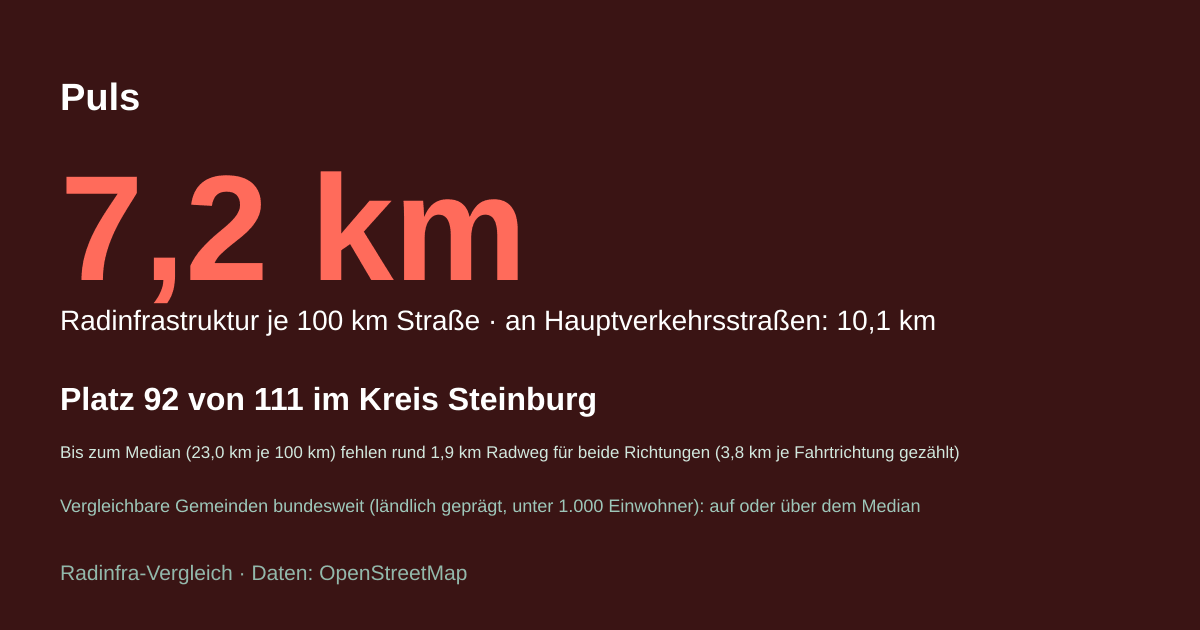 Puls
7,2 km
Radinfrastruktur je 100 km Straße · an Hauptverkehrsstraßen: 10,1 km
Platz 92 von 111 im Kreis Steinburg
Bis zum Median (23,0 km je 100 km) fehlen rund 1,9 km Radweg für beide Richtungen (3,8 km je Fahrtrichtung gezählt)
Vergleichbare Gemeinden bundesweit (ländlich geprägt, unter 1.000 Einwohner): auf oder über dem Median
Radinfra-Vergleich · Daten: OpenStreetMap